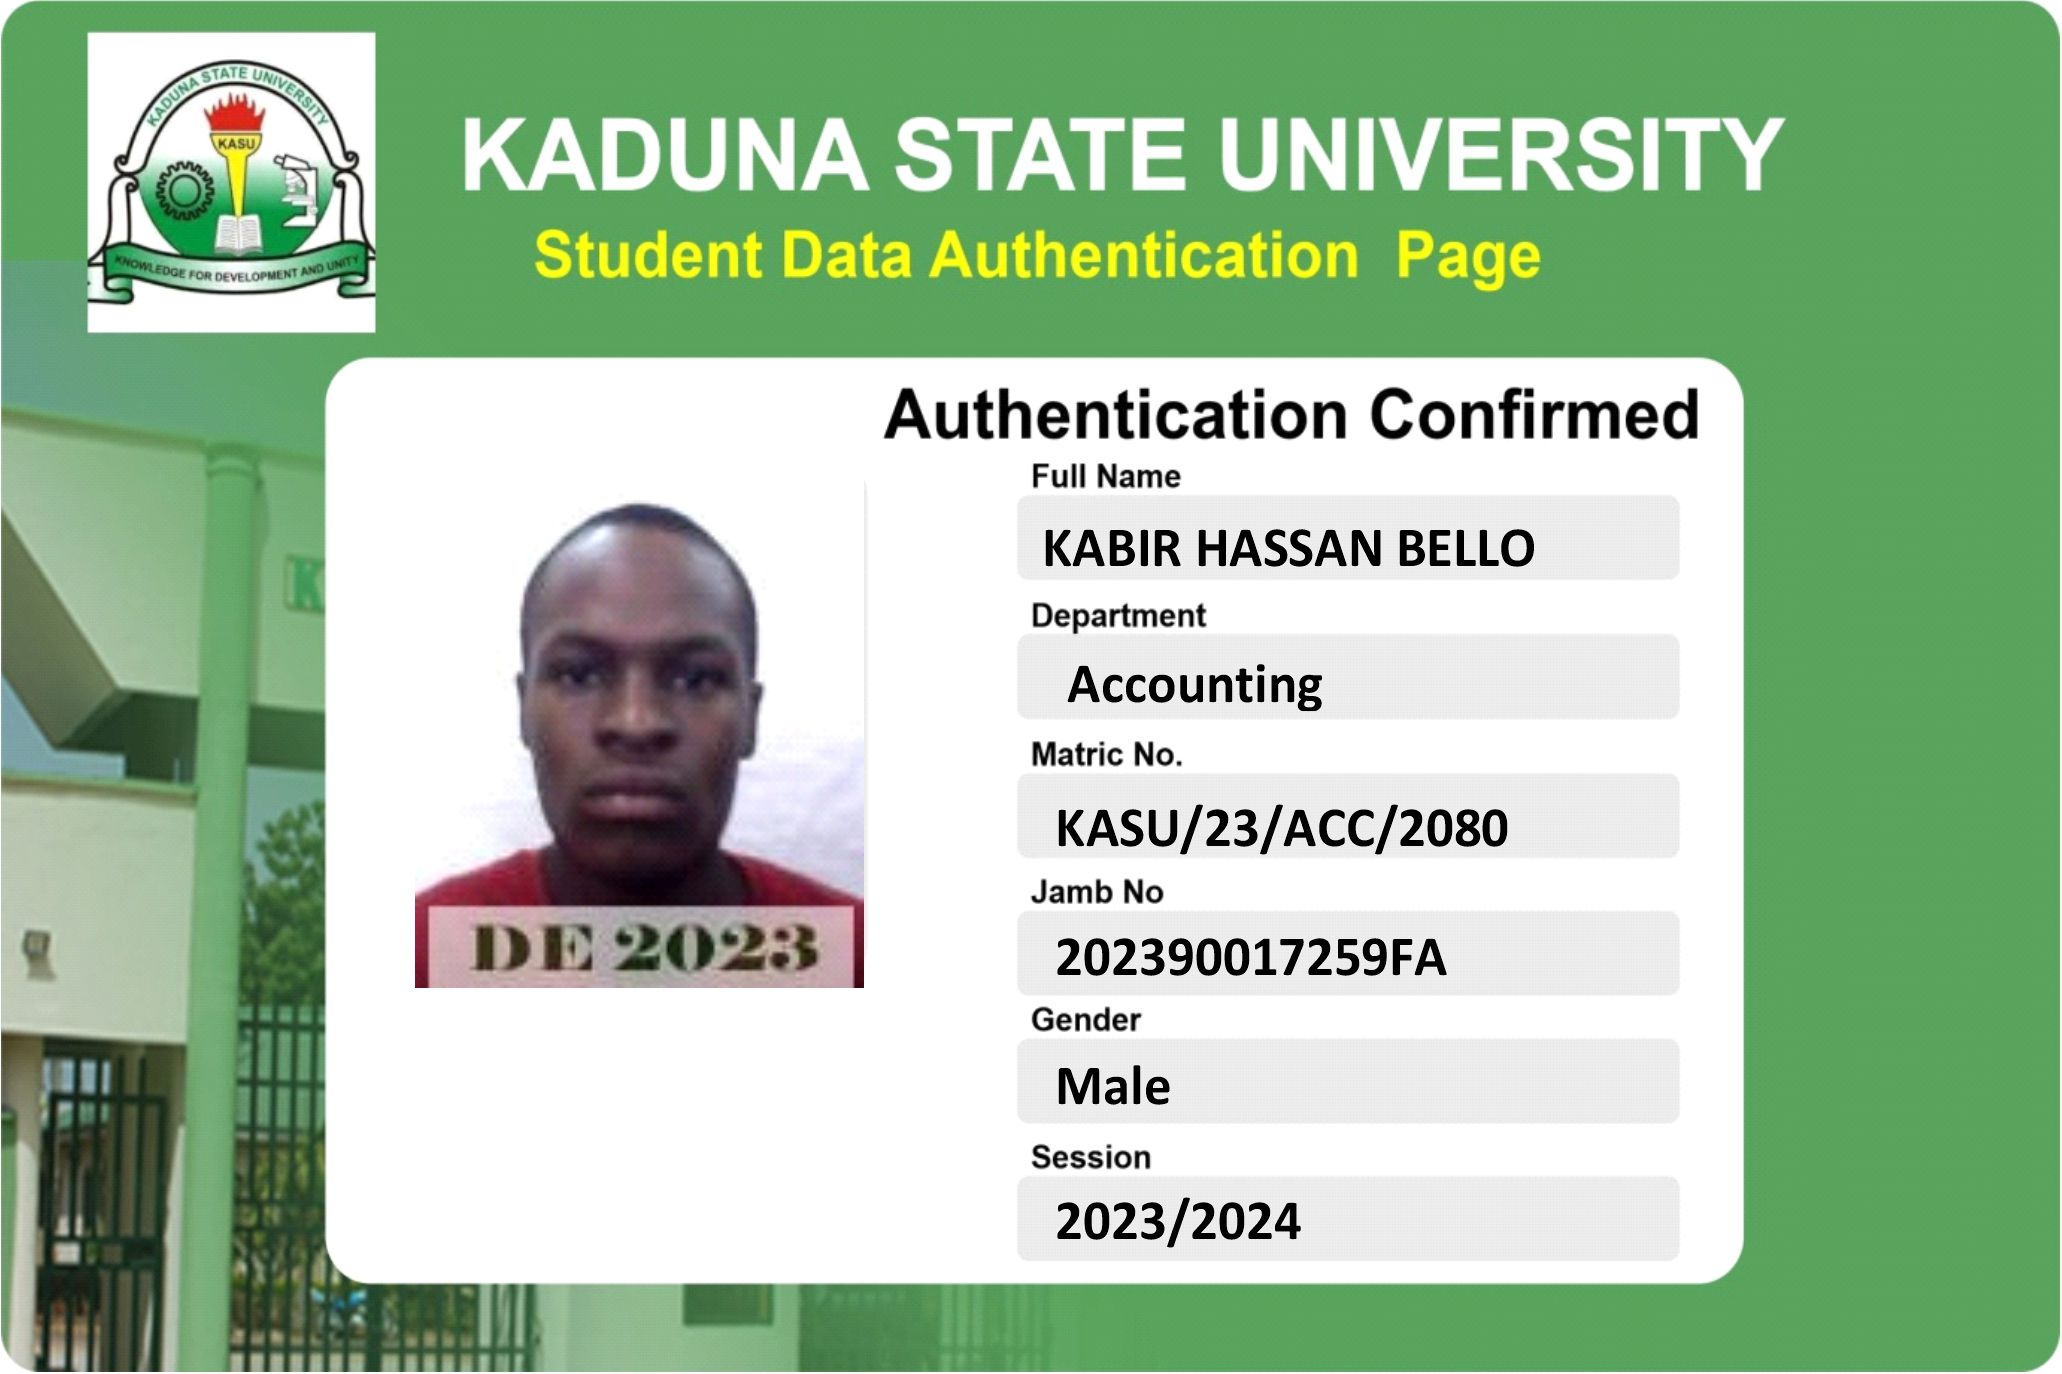 KADUNA STATE UNIVERSITY
KASU
KNOWLEDGE FOR DEVELOPMENT AND UNITY
KADUNA STATE UNIVERSITY
Student Data Authentication Page
K
Authentication Confirmed
Full Name
KABIR HASSAN BELLO
Department
Accounting
Matric No.
KASU/23/ACC/2080
Jamb No
202390017259FA
Gender
Male
Session
2023/2024
DE 2023